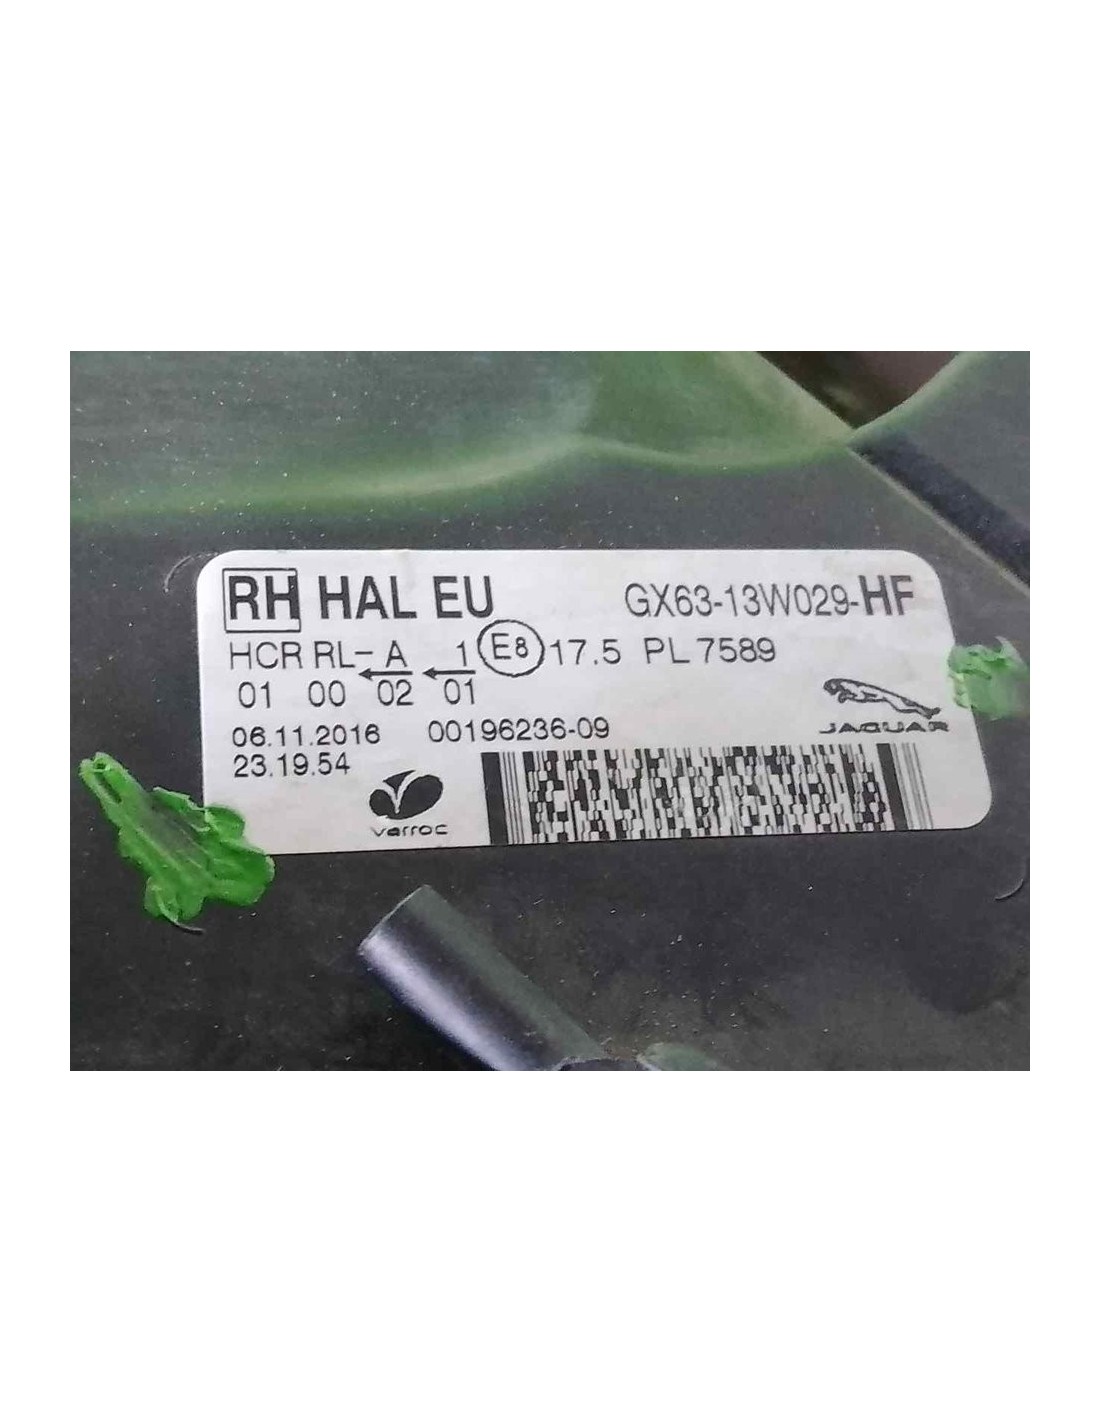 RH HAL EU GX63-13W029-HF
HCR RL- A 1 E8 17.5 PL 7589
01 00 02 01
JAGUAR
06.11.2016 00196236-09
23.19.54
varroc